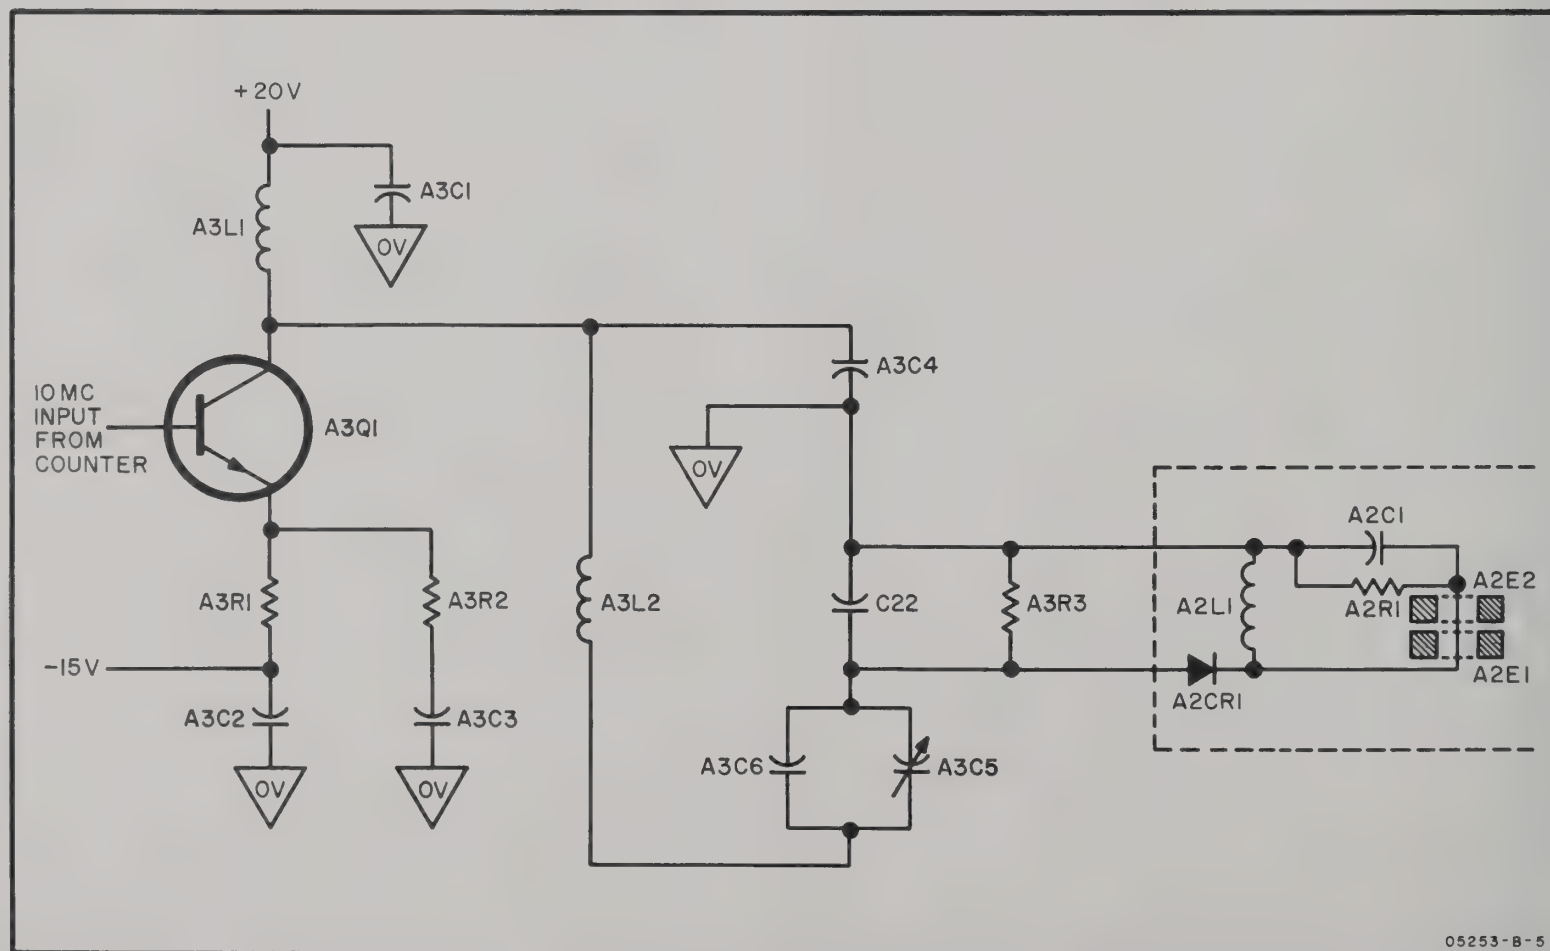 +20V
A3C1
A3L1
0V
A3C4
10MC
INPUT
FROM
COUNTER
A3Q1
0V
A2C1
A3R1
A3R2
A3L2
C22
A3R3
A2L1
A2R1
A2E2
-15V
A2E1
A2CR1
A3C2
A3C3
A3C6
A3C5
0V
0V
05253-B-5